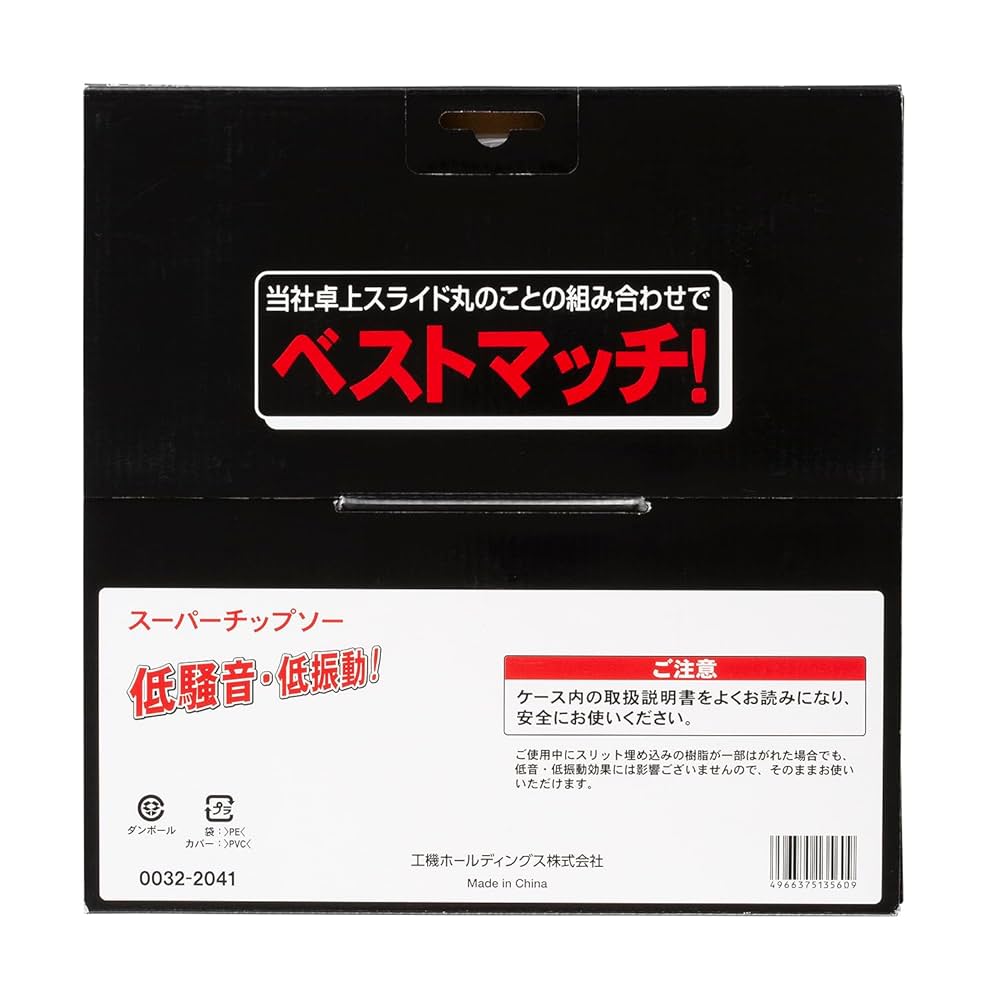 当社卓上スライド丸のことの組み合わせで
ベストマッチ!
スーパーチップソー
低騒音・低振動!
ご注意
ケース内の取扱説明書をよくお読みになり、
安全にお使いください。
ご使用中にスリット埋め込みの樹脂が一部はがれた場合でも、
低音・低振動効果には影響ございませんので、そのままお使い
いただけます。
プラ
ダンボール
袋:>PE<
カバー:>PVC<
0032-2041
工機ホールディングス株式会社
Made in China
4966375135609